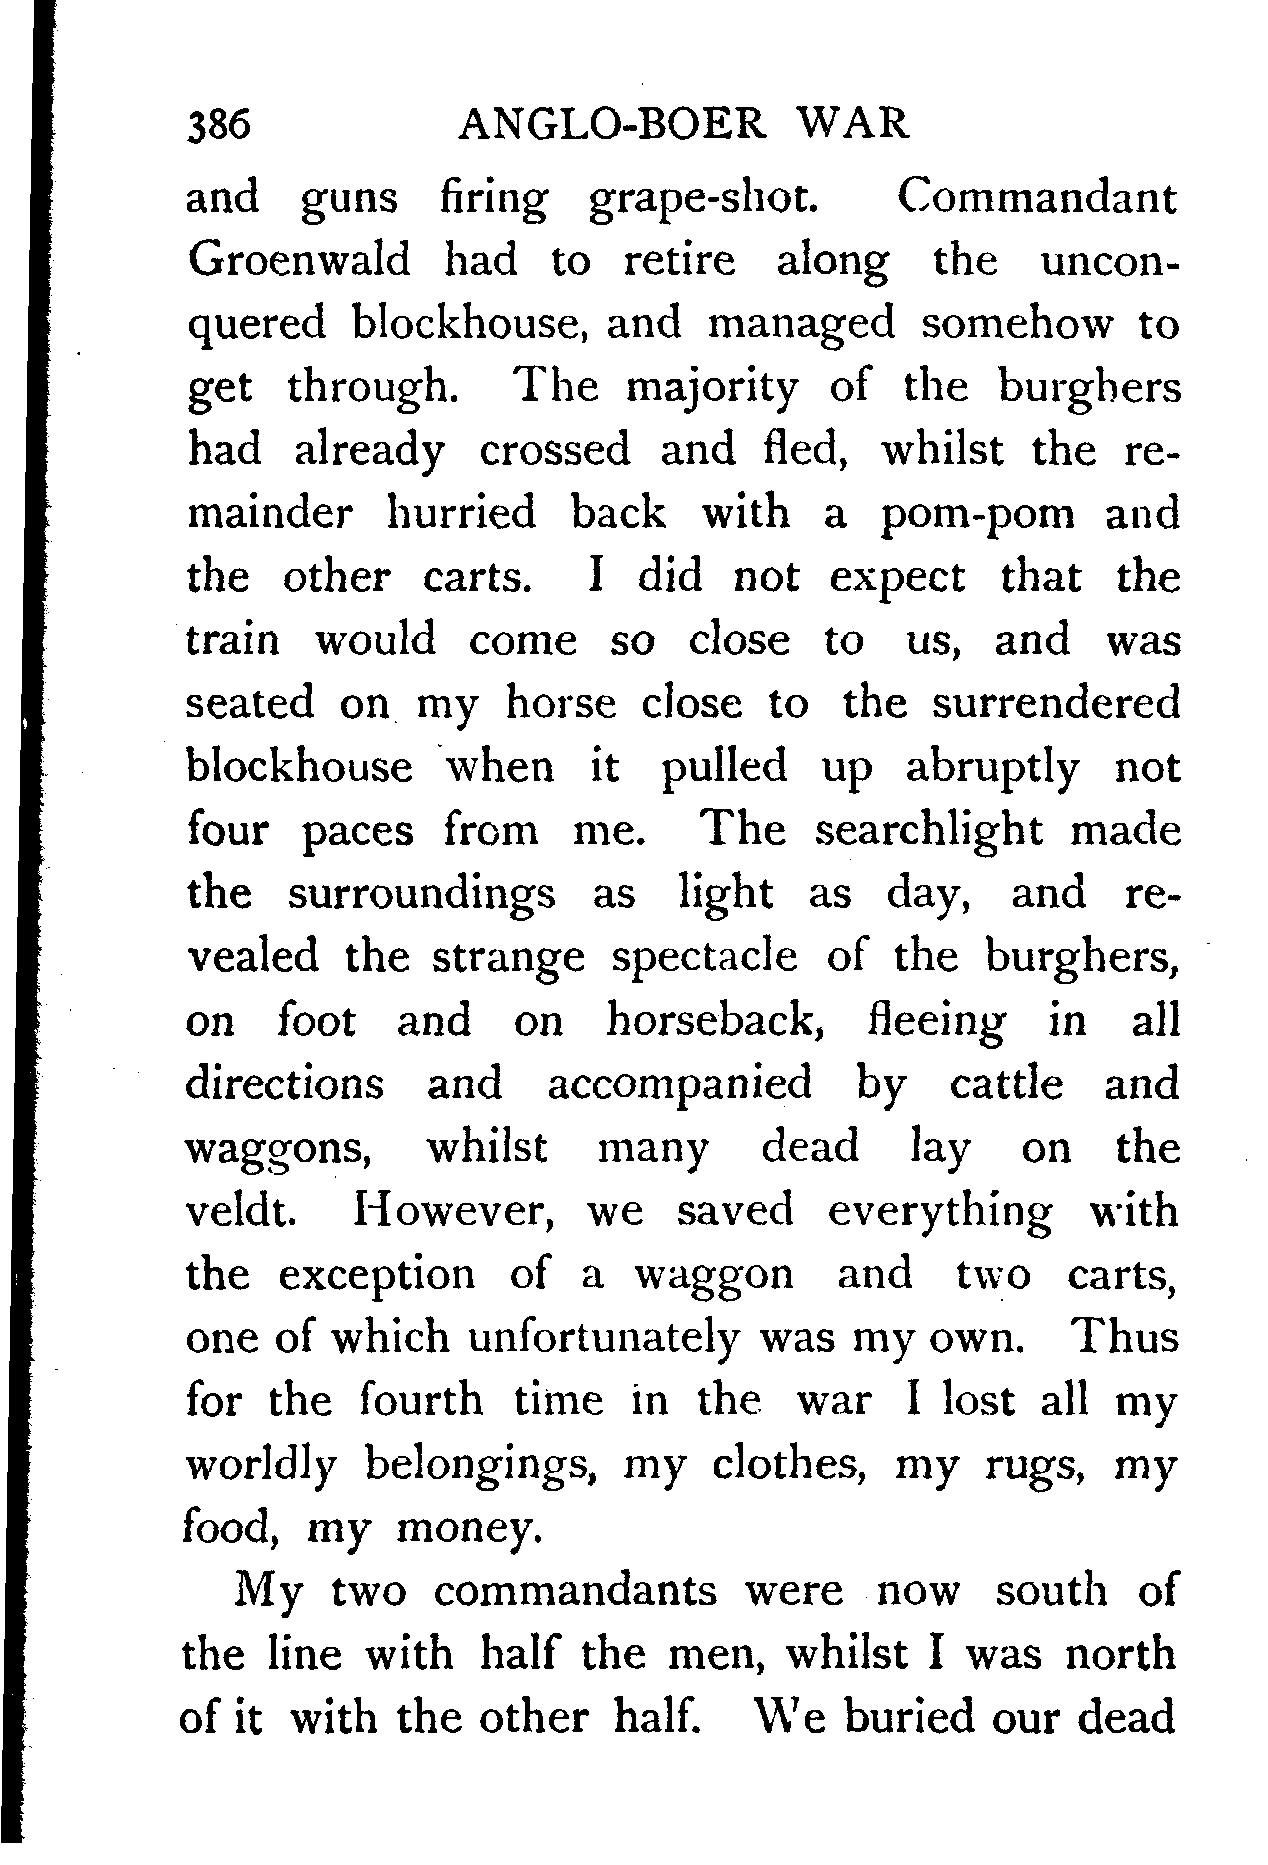 386 ANGLO-BOER WAR
and guns firing grape-shot. Commandant
Groenwald had to retire along the uncon-
quered blockhouse, and managed somehow to
get through. The majority of the burghers
had already crossed and fled, whilst the re-
mainder hurried back with a pom-pom and
the other carts. I did not expect that the
train would come so close to us, and was
seated on my horse close to the surrendered
blockhouse when it pulled up abruptly not
four paces from me. The searchlight made
the surroundings as light as day, and re-
vealed the strange spectacle of the burghers,
on foot and on horseback, fleeing in all
directions and accompanied by cattle and
waggons, whilst many dead lay on the
veldt. However, we saved everything with
the exception of a waggon and two carts,
one of which unfortunately was my own. Thus
for the fourth time in the war I lost all my
worldly belongings, my clothes, my rugs, my
food, my money.
My two commandants were now south of
the line with half the men, whilst I was north
of it with the other half. We buried our dead